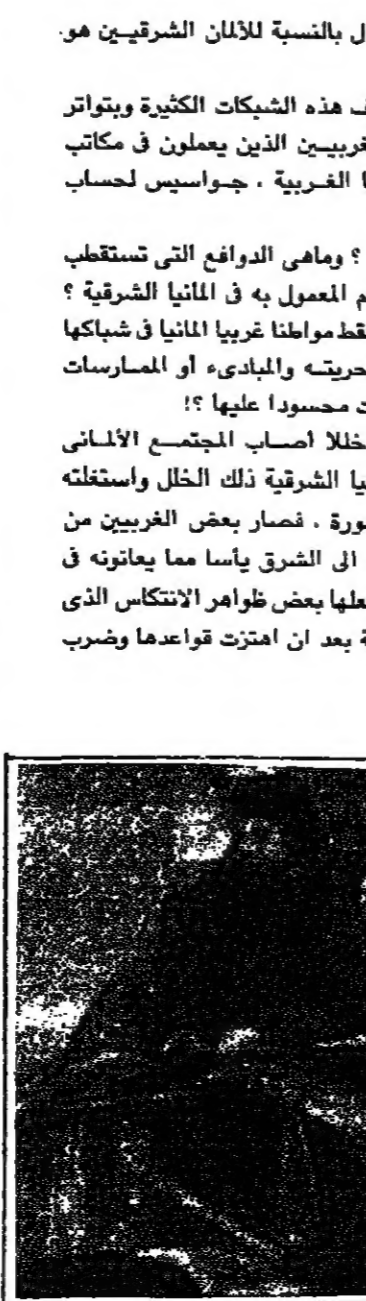 ل بالنسبة للألمان الشرقيين هو.
ف هذه الشبكات الكثيرة وبتواتر
غربيين الذين يعملون فى مكاتب
ا الغربية ، جواسيس لحساب
؟ وماهى الدوافع التى تستقطب
م المعمول به فى المانيا الشرقية ؟
قط مواطنا غربيا المانيا فى شباكها
حريته والمبادىء أو الممارسات
ت محسودا عليها ؟!
خللا أصاب المجتمع الألمانى
يا الشرقية ذلك الخلل واستغلته
ورة ، فصار بعض الغربيين من
الى الشرق يأسا مما يعانونه فى
علها بعض ظواهر الانتكاس الذى
ة بعد ان اهتزت قواعدها وضرب